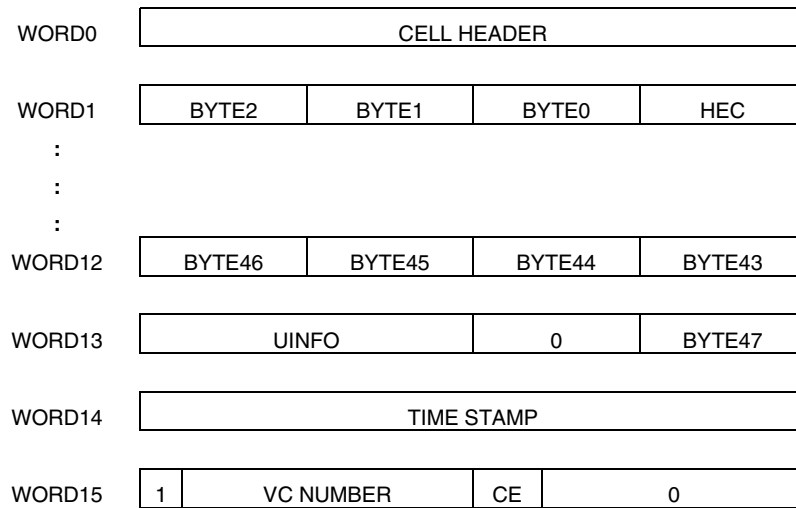 WORD0 CELL HEADER
WORD1 BYTE2 BYTE1 BYTE0 HEC
:
:
:
WORD12 BYTE46 BYTE45 BYTE44 BYTE43
WORD13 UINFO 0 BYTE47
WORD14 TIME STAMP
WORD15 1 VC NUMBER CE 0